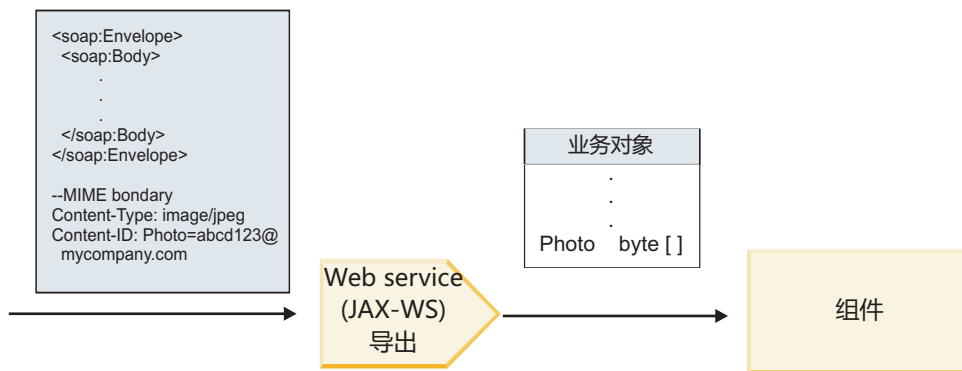 <soap:Envelope>
<soap:Body>
.
.
.
</soap:Body>
</soap:Envelope>
--MIME bondary
Content-Type: image/jpeg
Content-ID: Photo=abcd123@
mycompany.com
业务对象
.
.
.
Photo byte [ ]
Web service
(JAX-WS)
导出
组件